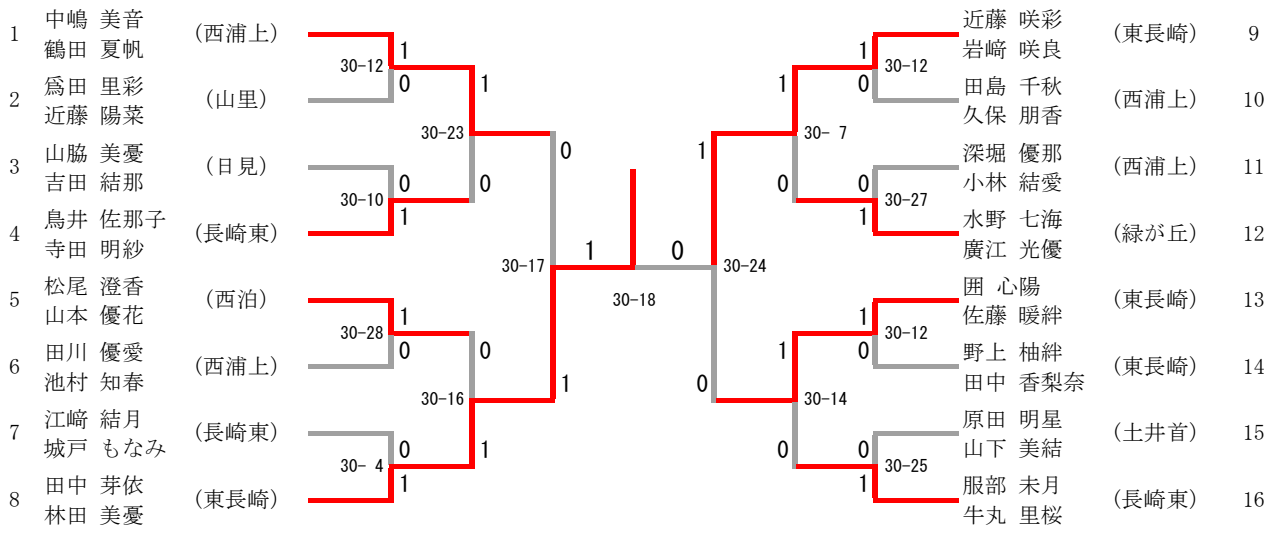 1 中嶋 美音 (西浦上)
鶴田 夏帆
2 爲田 里彩 (山里)
近藤 陽菜
3 山脇 美憂 (日見)
吉田 結那
4 鳥井 佐那子 (長崎東)
寺田 明紗
5 松尾 澄香 (西泊)
山本 優花
6 田川 優愛 (西浦上)
池村 知春
7 江﨑 結月 (長崎東)
城戸 もなみ
8 田中 芽依 (東長崎)
林田 美憂
1
30-12
0
1
30-23
0
0
30-10
1
0
30-17
1
1
30-28
0
0
30-16
1
0
30- 4
1
1 0
30-18
1
30-12
0
1
30- 7
0
0
30-27
1
1
30-24
0
1
30-12
0
1
30-14
0
0
30-25
1
近藤 咲彩 (東長崎) 9
岩﨑 咲良
田島 千秋 (西浦上) 10
久保 朋香
深堀 優那 (西浦上) 11
小林 結愛
水野 七海 (緑が丘) 12
廣江 光優
囲 心陽 (東長崎) 13
佐藤 暖絆
野上 柚絆 (東長崎) 14
田中 香梨奈
原田 明星 (土井首) 15
山下 美結
服部 未月 (長崎東) 16
牛丸 里桜